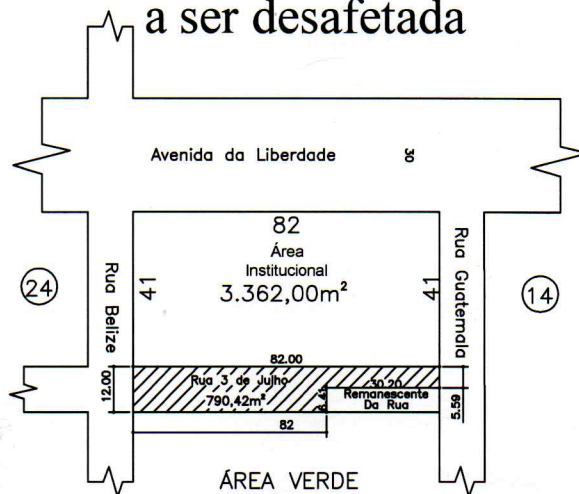 a ser desafetada
Avenida da Liberdade
30
82
Área
Institucional
3.362,00m²
41
41
Rua Belize
Rua Guatemala
24
14
82.00
12.00
Rua 3 de Julho
790,42m²
6.41
30.20
Remanescente
Da Rua
5.59
82
ÁREA VERDE